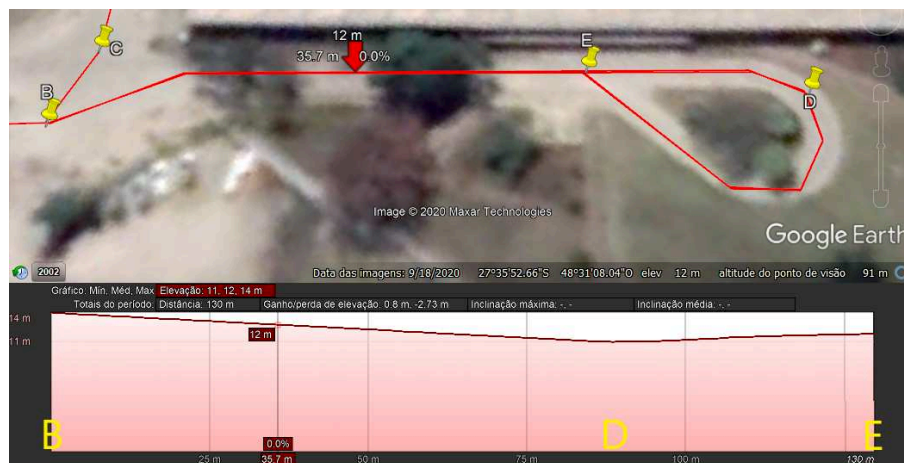 12 m
35.7 m 0.0%
E
C
B
D
Image © 2020 Maxar Technologies
Google Earth
2002 Data das imagens: 9/18/2020 27°35'52.66"S 48°31'08.04"O elev 12 m altitude do ponto de visão 91 m
Gráfico: Mín. Méd, Max Elevação: 11, 12, 14 m
Totais do período: Distância: 130 m Ganho/perda de elevação. 0.8 m. -2.73 m Inclinação máxima: -. - Inclinação média: -. -
14 m
12 m
11 m
B D E
0.0%
25 m 35.7 m 50 m 75 m 100 m 130 m